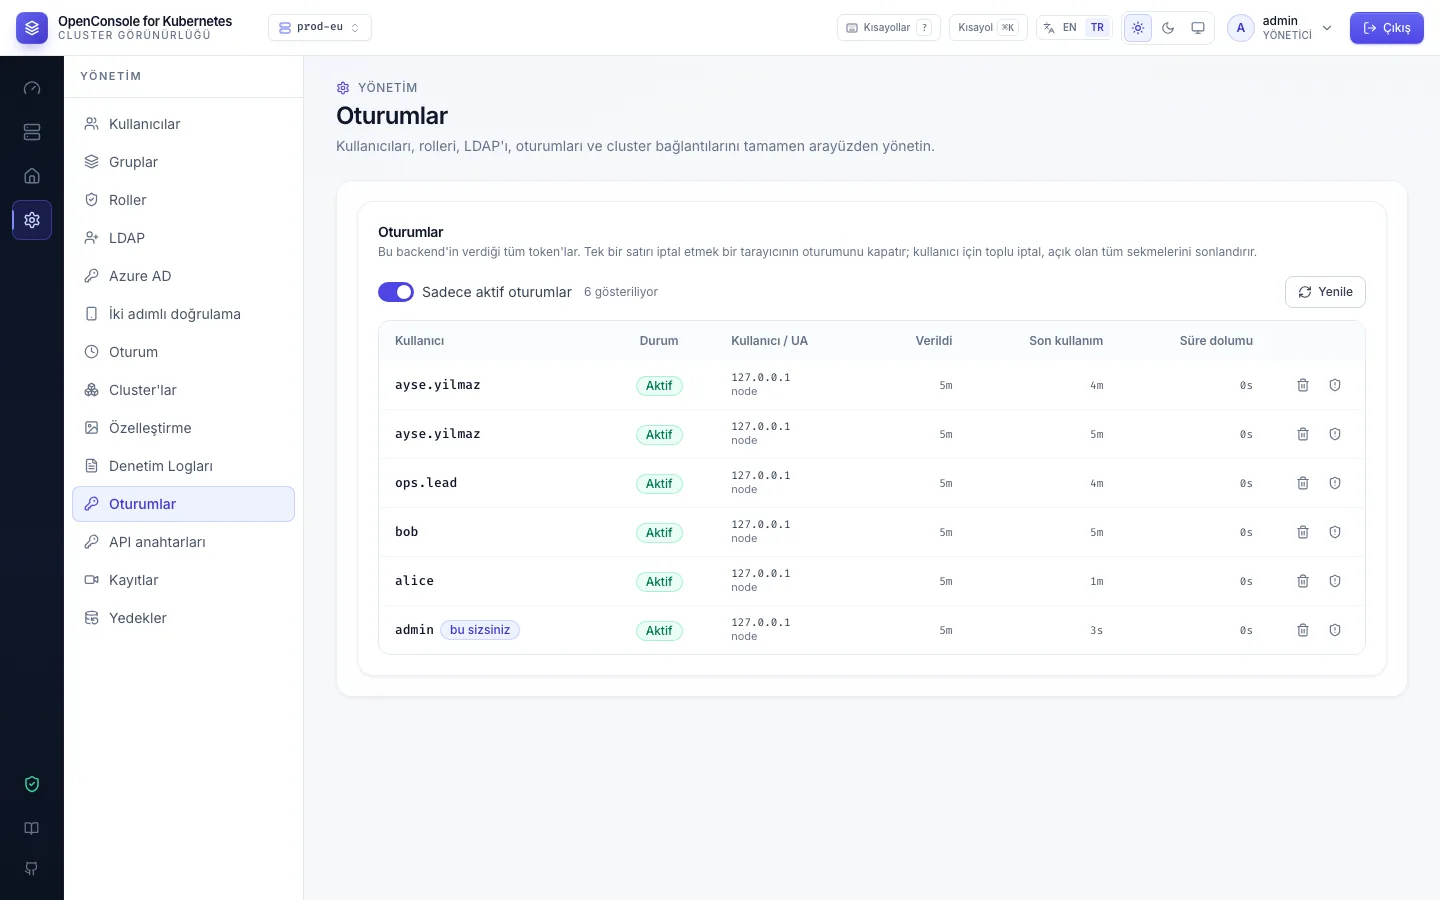 OpenConsole for Kubernetes
CLUSTER GÖRÜNÜRLÜĞÜ
prod-eu
Kısayollar ?
Kısayol ⌘K
EN TR
A
admin
YÖNETİCİ
Çıkış
YÖNETİM
Kullanıcılar
Gruplar
Roller
LDAP
Azure AD
İki adımlı doğrulama
Oturum
Cluster'lar
Özelleştirme
Denetim Logları
Oturumlar
API anahtarları
Kayıtlar
Yedekler
YÖNETİM
Oturumlar
Kullanıcıları, rolleri, LDAP'ı, oturumları ve cluster bağlantılarını tamamen arayüzden yönetin.
Oturumlar
Bu backend'in verdiği tüm token'lar. Tek bir satırı iptal etmek bir tarayıcının oturumunu kapatır; kullanıcı için toplu iptal, açık olan tüm sekmelerini sonlandırır.
Sadece aktif oturumlar 6 gösteriliyor
Yenile
Kullanıcı Durum Kullanıcı / UA Verildi Son kullanım Süre dolumu
ayse.yilmaz Aktif 127.0.0.1 5m 4m 0s
node
ayse.yilmaz Aktif 127.0.0.1 5m 5m 0s
node
ops.lead Aktif 127.0.0.1 5m 4m 0s
node
bob Aktif 127.0.0.1 5m 5m 0s
node
alice Aktif 127.0.0.1 5m 1m 0s
node
admin bu sizsiniz Aktif 127.0.0.1 5m 3s 0s
node